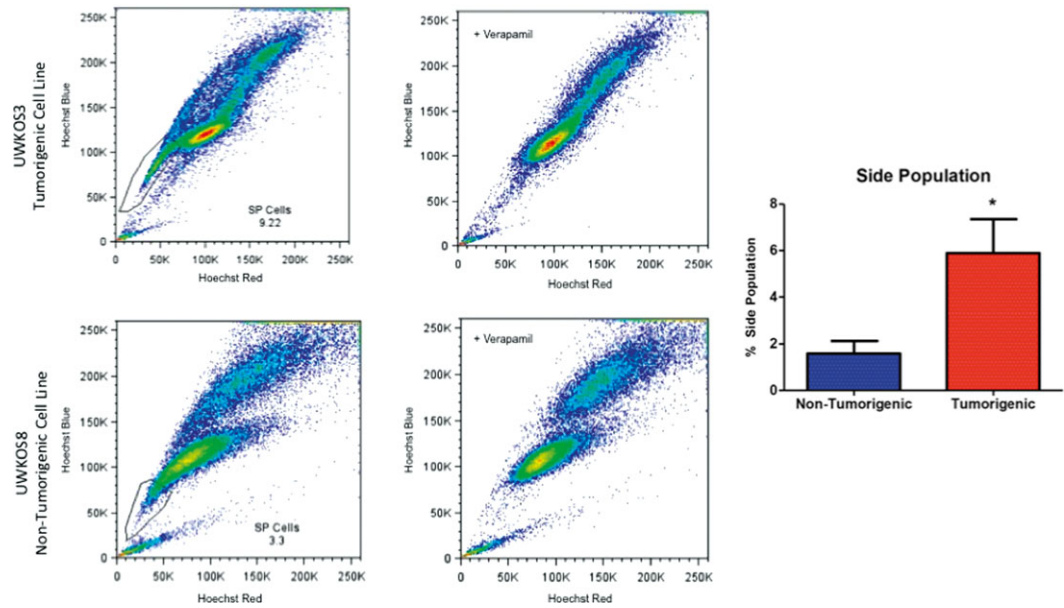 UWKOS3
Tumorigenic Cell Line
250K
200K
150K
100K
50K
0
Hoechst Blue
SP Cells
9.22
0 50K 100K 150K 200K 250K
Hoechst Red
+ Verapamil
250K
200K
150K
100K
50K
0
Hoechst Blue
0 50K 100K 150K 200K 250K
Hoechst Red
UWKOS8
Non-Tumorigenic Cell Line
250K
200K
150K
100K
50K
0
Hoechst Blue
SP Cells
3.3
0 50K 100K 150K 200K 250K
Hoechst Red
+ Verapamil
250K
200K
150K
100K
50K
0
Hoechst Blue
0 50K 100K 150K 200K 250K
Hoechst Red
Side Population
*
8
6
4
2
0
% Side Population
Non-Tumorigenic Tumorigenic